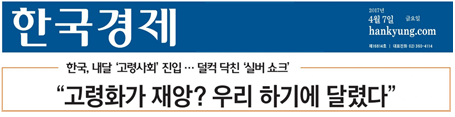 한국경제
2017년
4월 7일 금요일
hankyung.com
한국, 내달 '고령사회' 진입 … 덜컥 닥친 '실버 쇼크'
“고령화가 재앙? 우리 하기에 달렸다”